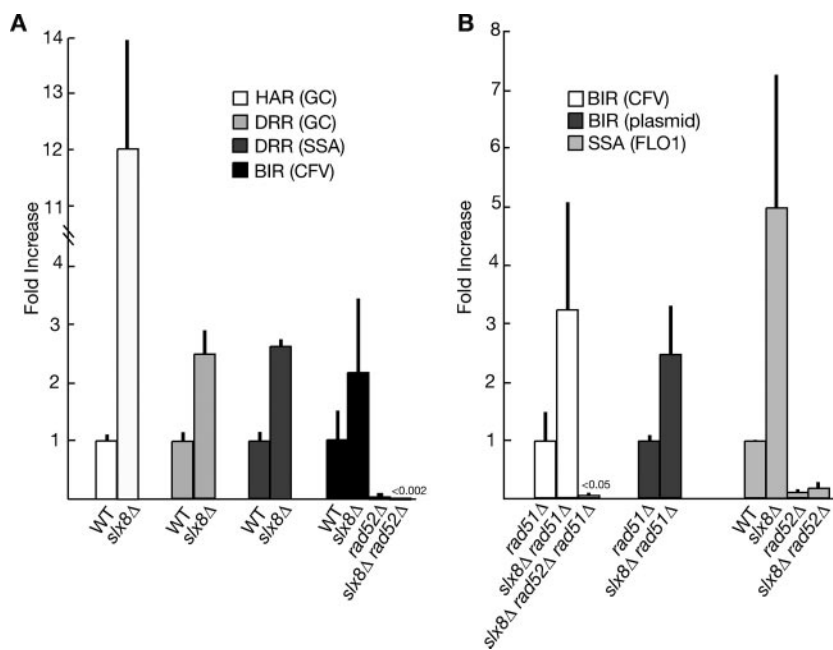 A
Fold Increase
14
13
12
11
4
3
2
1
HAR (GC)
DRR (GC)
DRR (SSA)
BIR (CFV)
<0.002
WT
slx8Δ
WT
slx8Δ
WT
slx8Δ
WT
slx8Δ
rad52Δ
slx8Δ rad52Δ
B
Fold Increase
8
7
6
5
4
3
2
1
BIR (CFV)
BIR (plasmid)
SSA (FLO1)
<0.05
rad51Δ
slx8Δ rad51Δ
slx8Δ rad52Δ rad51Δ
rad51Δ
slx8Δ rad51Δ
WT
slx8Δ
rad52Δ
slx8Δ rad52Δ